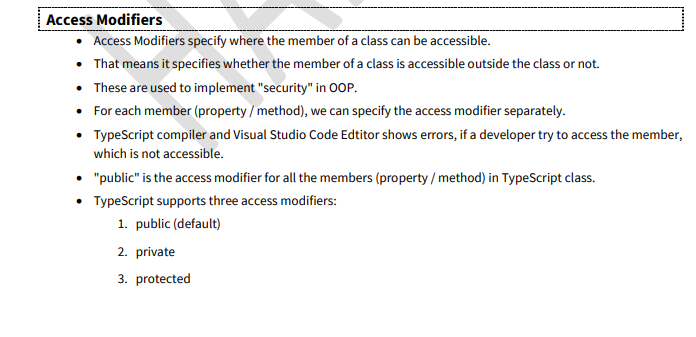 Access Modifiers
• Access Modifiers specify where the member of a class can be accessible.
• That means it specifies whether the member of a class is accessible outside the class or not.
• These are used to implement "security" in OOP.
• For each member (property / method), we can specify the access modifier separately.
• TypeScript compiler and Visual Studio Code Edtitor shows errors, if a developer try to access the member,
which is not accessible.
• "public" is the access modifier for all the members (property / method) in TypeScript class.
• TypeScript supports three access modifiers:
1. public (default)
2. private
3. protected